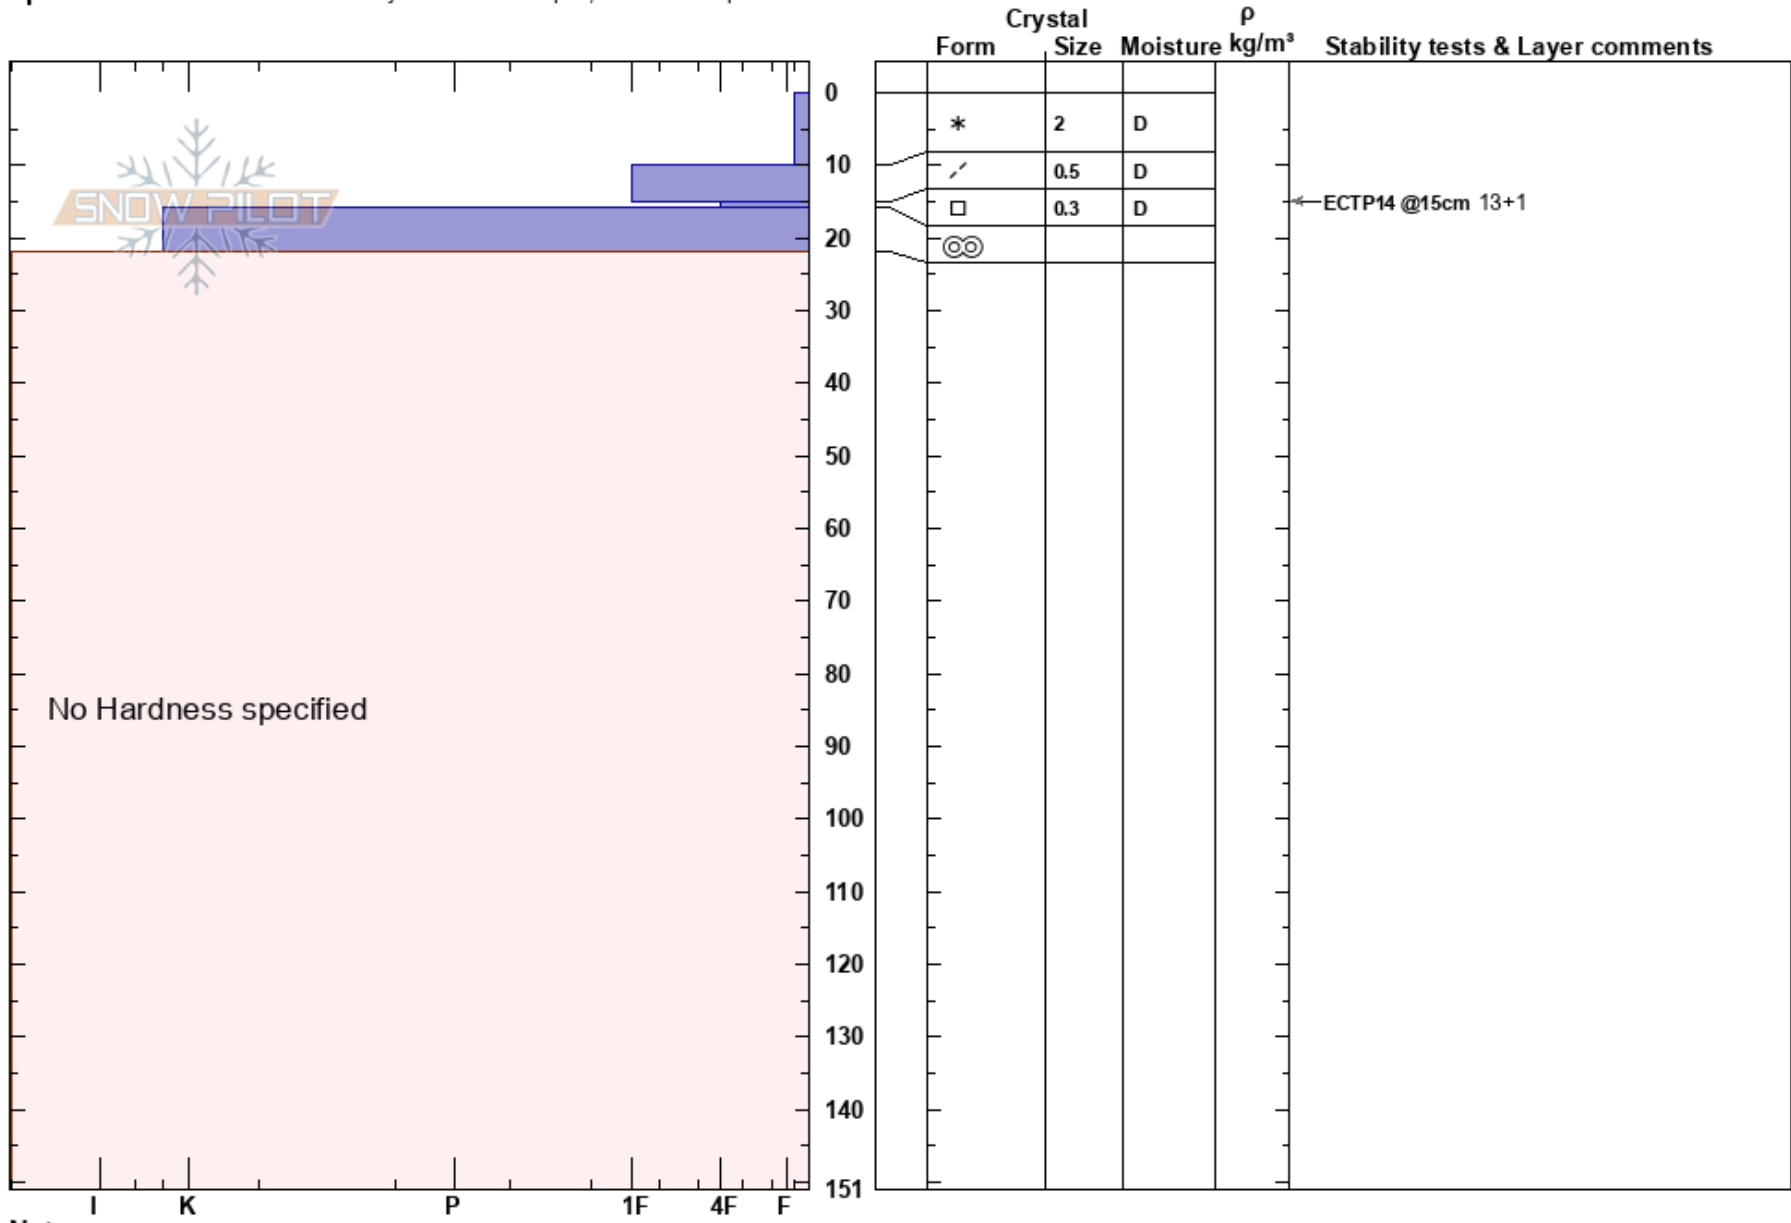 Crystal
ρ
Form Size Moisture kg/m³ Stability tests & Layer comments
0
2 D
10
0.5 D
SNOW PILOT
0.3 D
ECTP14 @15cm 13+1
20
30
40
50
60
70
80
No Hardness specified
90
100
110
120
130
140
151
I K P 1F 4F F